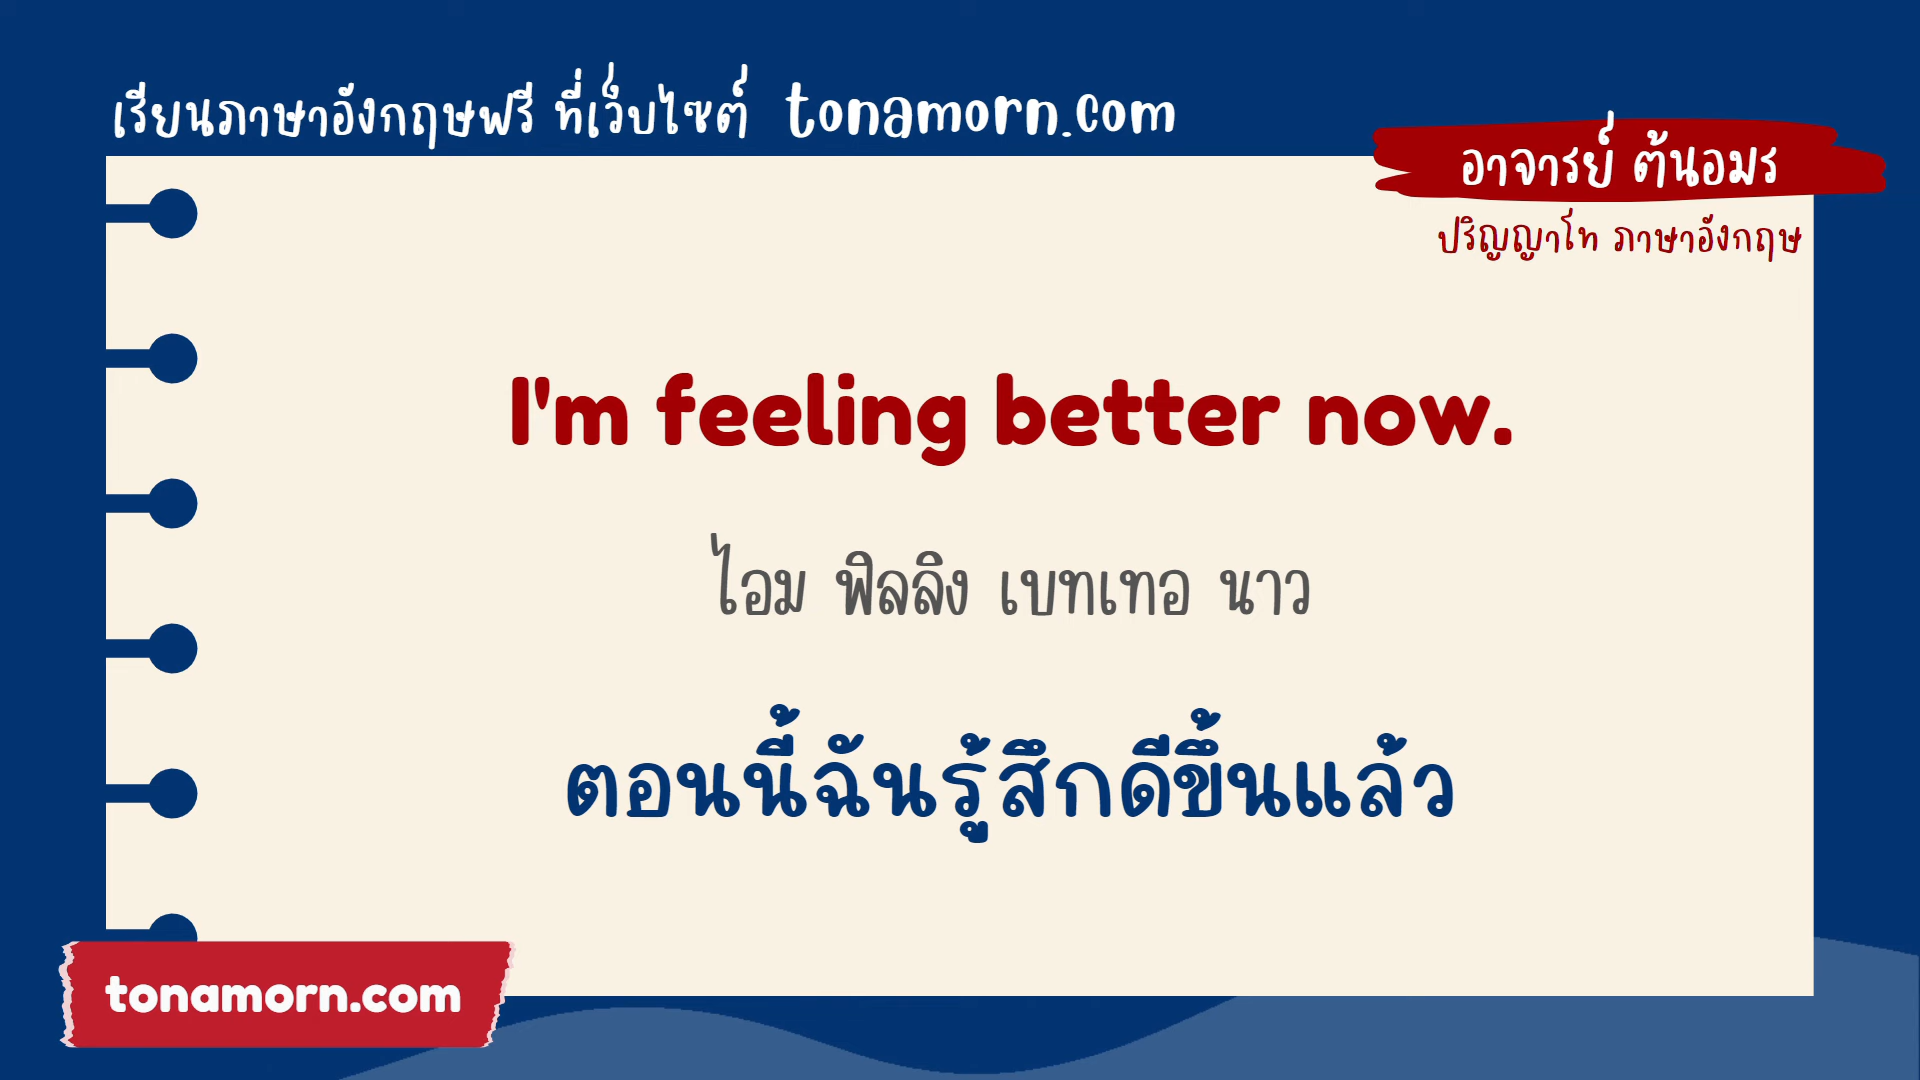 เรียนภาษาอังกฤษฟรี ที่เว็บไซต์ tonamorn.com
อาจารย์ ต้นอมร
ปริญญาโท ภาษาอังกฤษ
I'm feeling better now.
ไอม ฟิลลิง เบทเทอ นาว
ตอนนี้ฉันรู้สึกดีขึ้นแล้ว
tonamorn.com